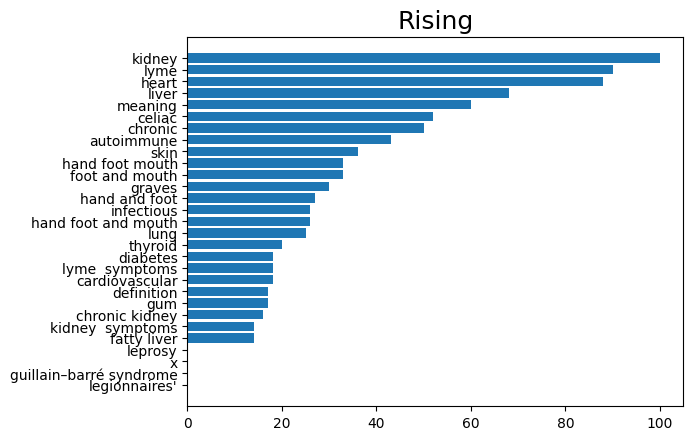 Rising
kidney
lyme
heart
liver
meaning
celiac
chronic
autoimmune
skin
hand foot mouth
foot and mouth
graves
hand and foot
infectious
hand foot and mouth
lung
thyroid
diabetes
lyme  symptoms
cardiovascular
definition
gum
chronic kidney
kidney  symptoms
fatty liver
leprosy
x
guillain–barré syndrome
legionnaires'
0 20 40 60 80 100